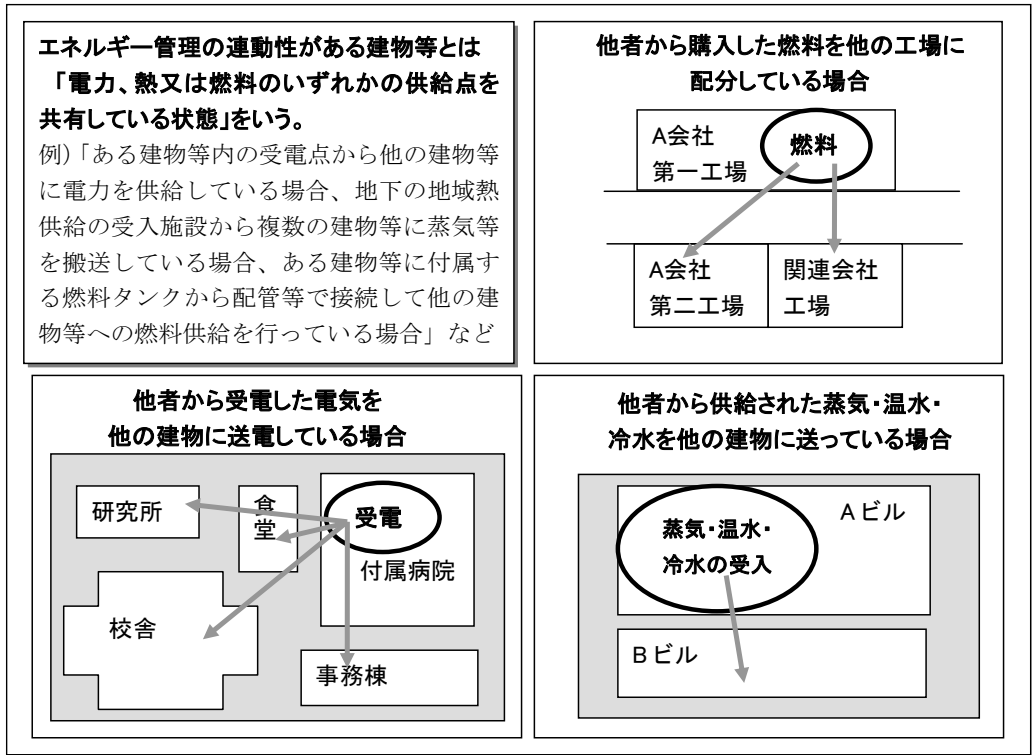 エネルギー管理の連動性がある建物等とは
「電力、熱又は燃料のいずれかの供給点を
共有している状態」をいう。
例）「ある建物等内の受電点から他の建物等
に電力を供給している場合、地下の地域熱
供給の受入施設から複数の建物等に蒸気等
を搬送している場合、ある建物等に付属す
る燃料タンクから配管等で接続して他の建
物等への燃料供給を行っている場合」など
他者から購入した燃料を他の工場に
配分している場合
A会社
第一工場
燃料
A会社
第二工場
関連会社
工場
他者から受電した電気を
他の建物に送電している場合
研究所
食
堂
受電
付属病院
校舎
事務棟
他者から供給された蒸気・温水・
冷水を他の建物に送っている場合
蒸気・温水・
冷水の受入
Aビル
Bビル